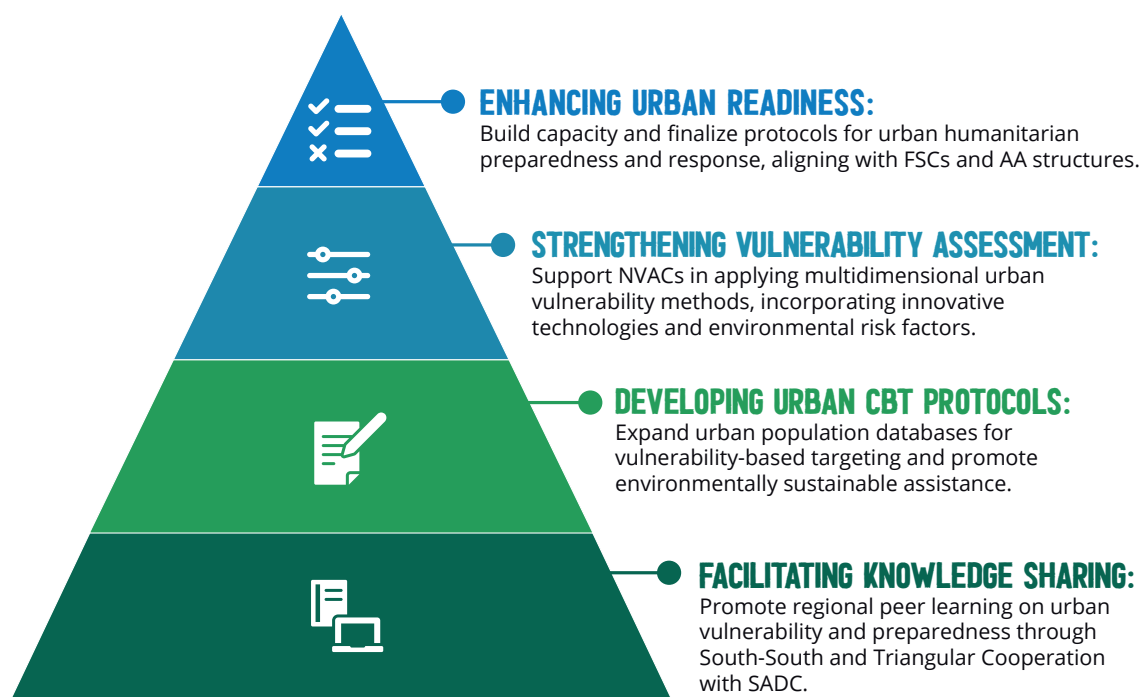 ENHANCING URBAN READINESS:
Build capacity and finalize protocols for urban humanitarian
preparedness and response, aligning with FSCs and AA structures.
STRENGTHENING VULNERABILITY ASSESSMENT:
Support NVACs in applying multidimensional urban
vulnerability methods, incorporating innovative
technologies and environmental risk factors.
DEVELOPING URBAN CBT PROTOCOLS:
Expand urban population databases for
vulnerability-based targeting and promote
environmentally sustainable assistance.
FACILITATING KNOWLEDGE SHARING:
Promote regional peer learning on urban
vulnerability and preparedness through
South-South and Triangular Cooperation
with SADC.